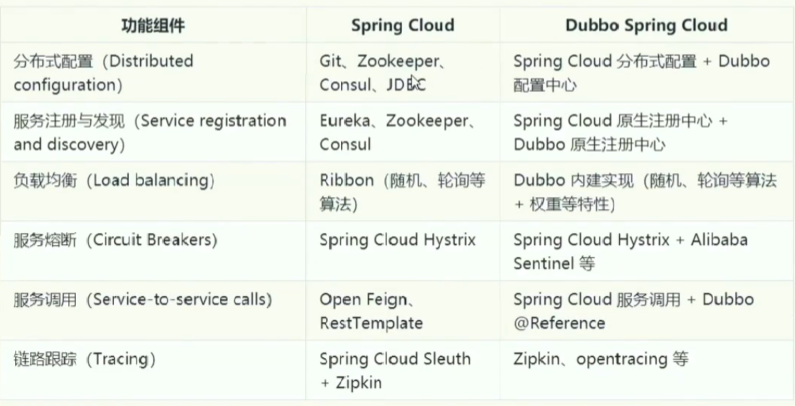 功能组件
Spring Cloud
Dubbo Spring Cloud
分布式配置（Distributed
configuration）
Git、Zookeeper、
Consul、JDBC
Spring Cloud 分布式配置 + Dubbo
配置中心
服务注册与发现（Service registration
and discovery）
Eureka、Zookeeper、
Consul
Spring Cloud 原生注册中心 +
Dubbo 原生注册中心
负载均衡（Load balancing）
Ribbon（随机、轮询等
算法）
Dubbo 内建实现（随机、轮询等算法
+ 权重等特性）
服务熔断（Circuit Breakers）
Spring Cloud Hystrix
Spring Cloud Hystrix + Alibaba
Sentinel 等
服务调用（Service-to-service calls）
Open Feign、
RestTemplate
Spring Cloud 服务调用 + Dubbo
@Reference
链路跟踪（Tracing）
Spring Cloud Sleuth
+ Zipkin
Zipkin、opentracing 等